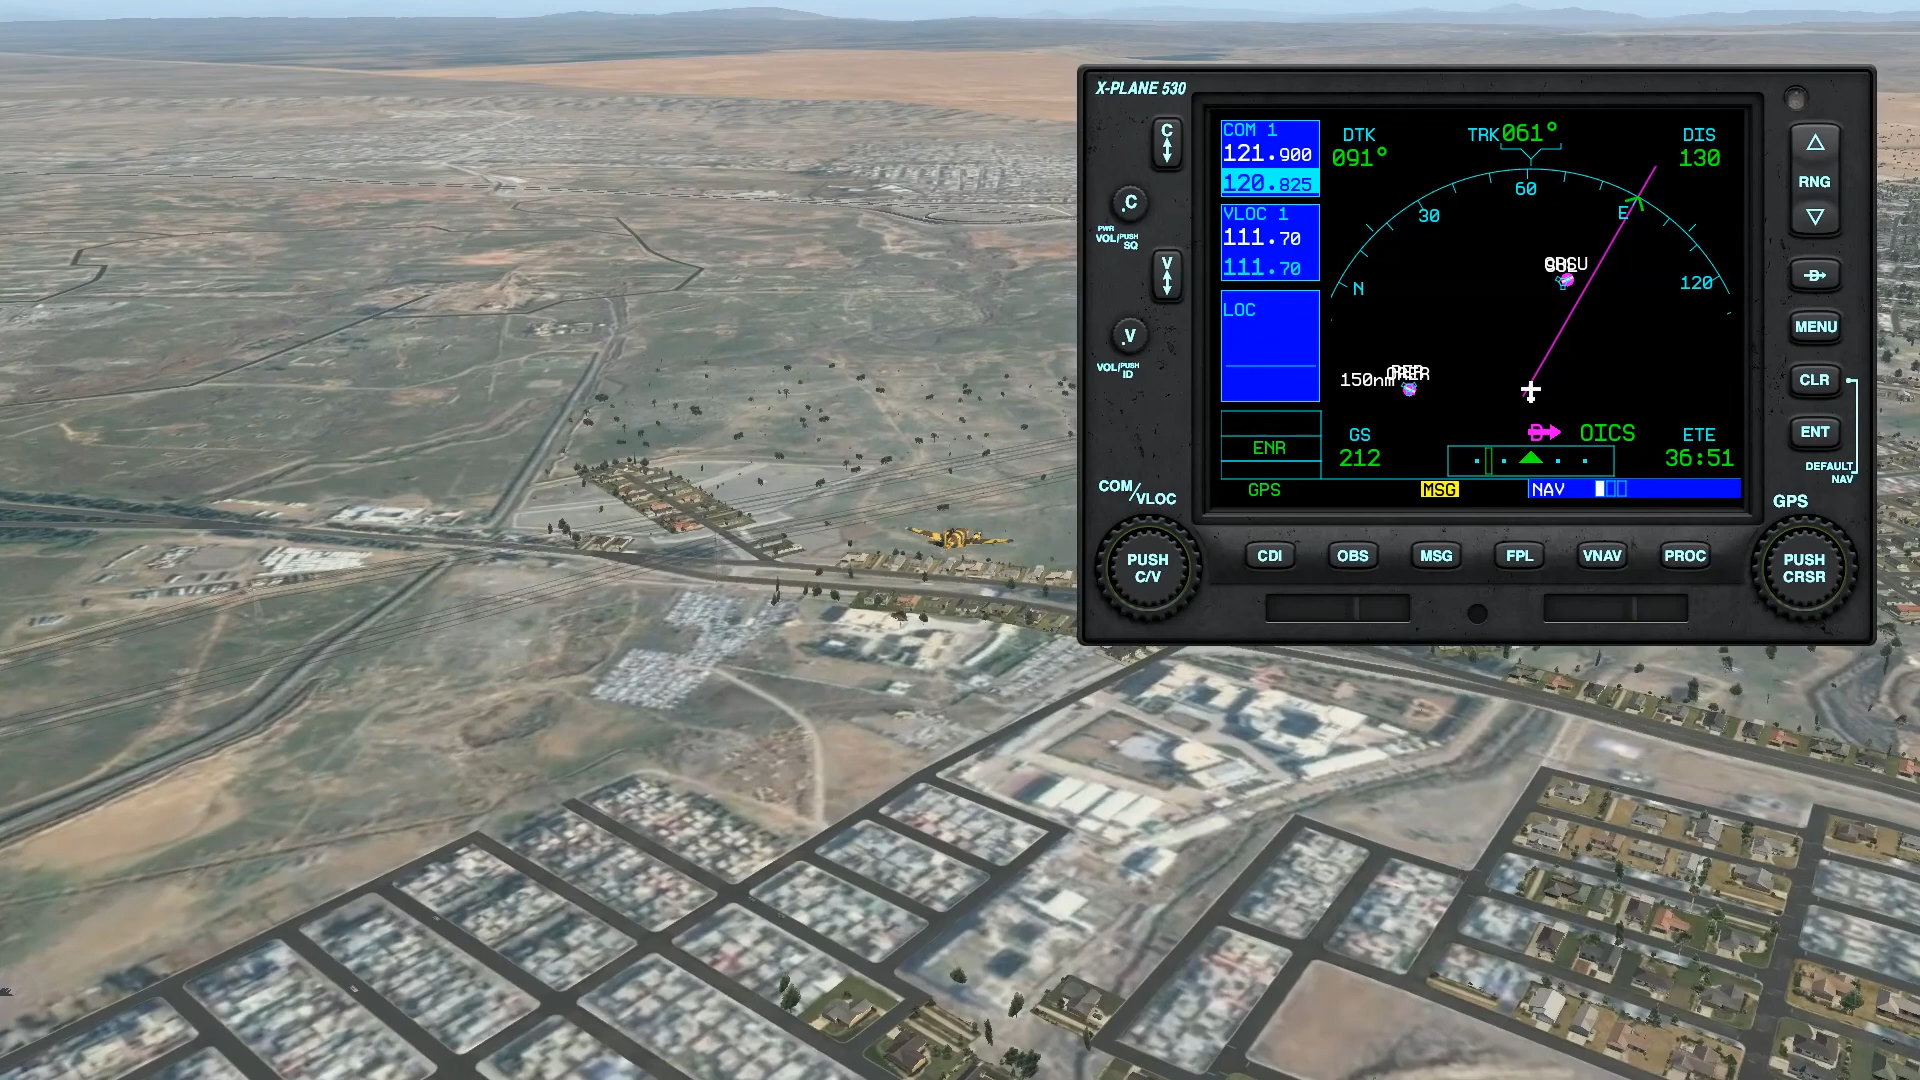 X-PLANE 530
C
.C
PWR
VOL/PUSH
SQ
V
.V
VOL/PUSH
ID
COM/VLOC
PUSH
C/V
COM 1
121.900
120.825
VLOC 1
111.70
111.70
LOC
ENR
GPS
DTK
091°
TRK 061°
DIS
130
N
30
60
E
120
150nm
GS
212
OICS
ETE
36:51
MSG
NAV
RNG
MENU
CLR
ENT
DEFAULT
NAV
GPS
PUSH
CRSR
CDI
OBS
MSG
FPL
VNAV
PROC